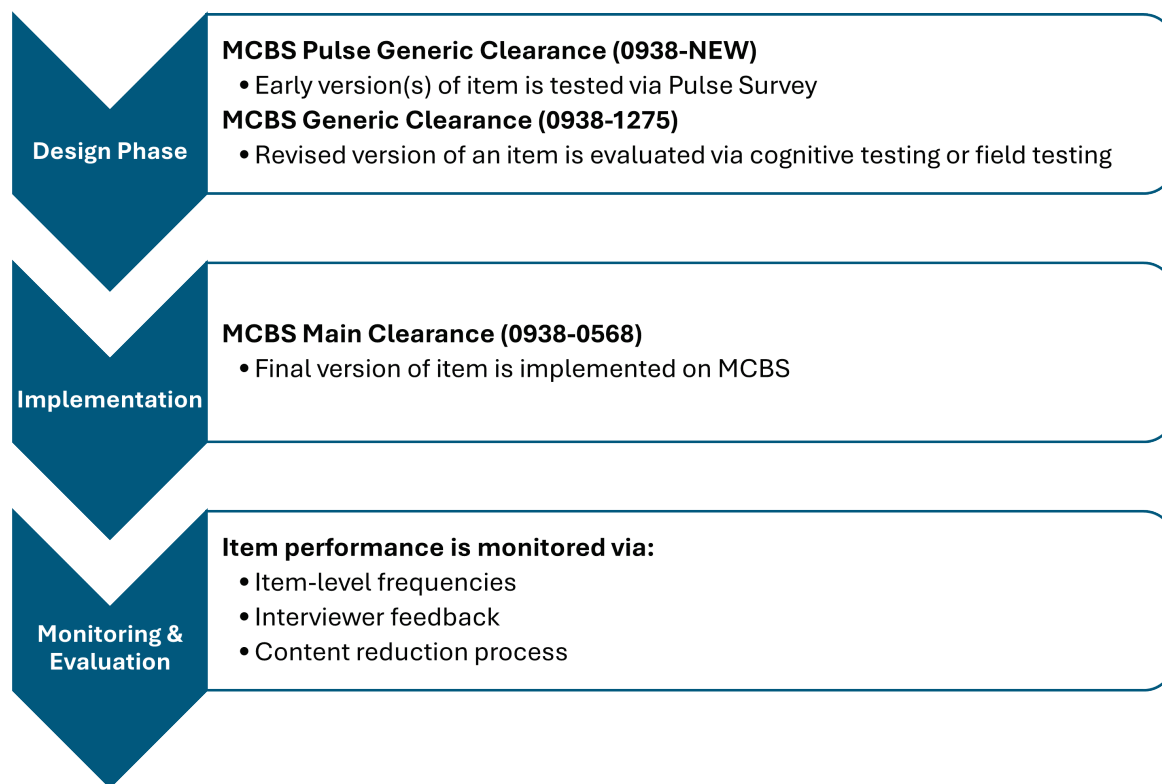 Design Phase
MCBS Pulse Generic Clearance (0938-NEW)
• Early version(s) of item is tested via Pulse Survey
MCBS Generic Clearance (0938-1275)
• Revised version of an item is evaluated via cognitive testing or field testing
Implementation
MCBS Main Clearance (0938-0568)
• Final version of item is implemented on MCBS
Monitoring &
Evaluation
Item performance is monitored via:
• Item-level frequencies
• Interviewer feedback
• Content reduction process